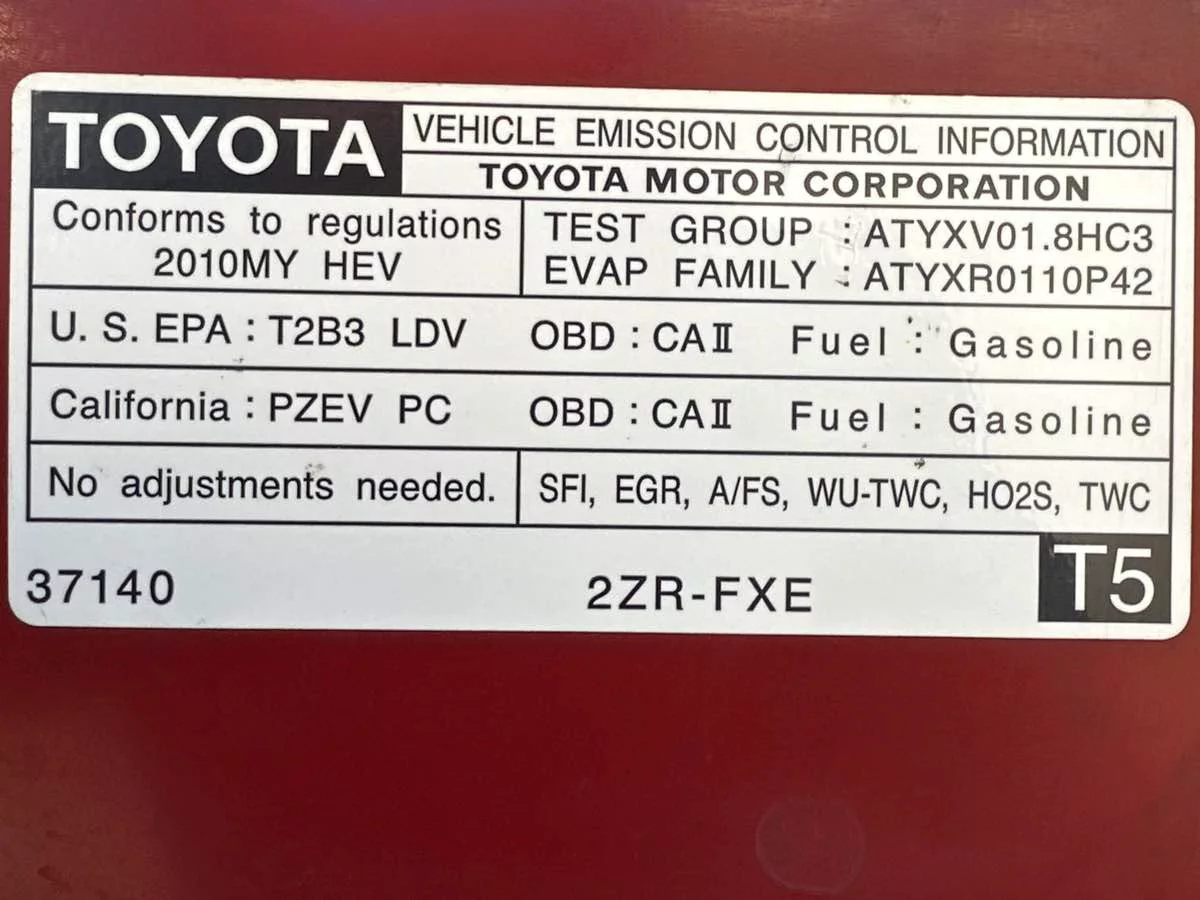 TOYOTA
VEHICLE EMISSION CONTROL INFORMATION
TOYOTA MOTOR CORPORATION
Conforms to regulations
2010MY HEV
TEST GROUP : ATYXV01.8HC3
EVAP FAMILY : ATYXR0110P42
U. S. EPA : T2B3 LDV OBD : CAⅡ Fuel : Gasoline
California : PZEV PC OBD : CAⅡ Fuel : Gasoline
No adjustments needed.
SFI, EGR, A/FS, WU-TWC, HO2S, TWC
37140 2ZR-FXE T5